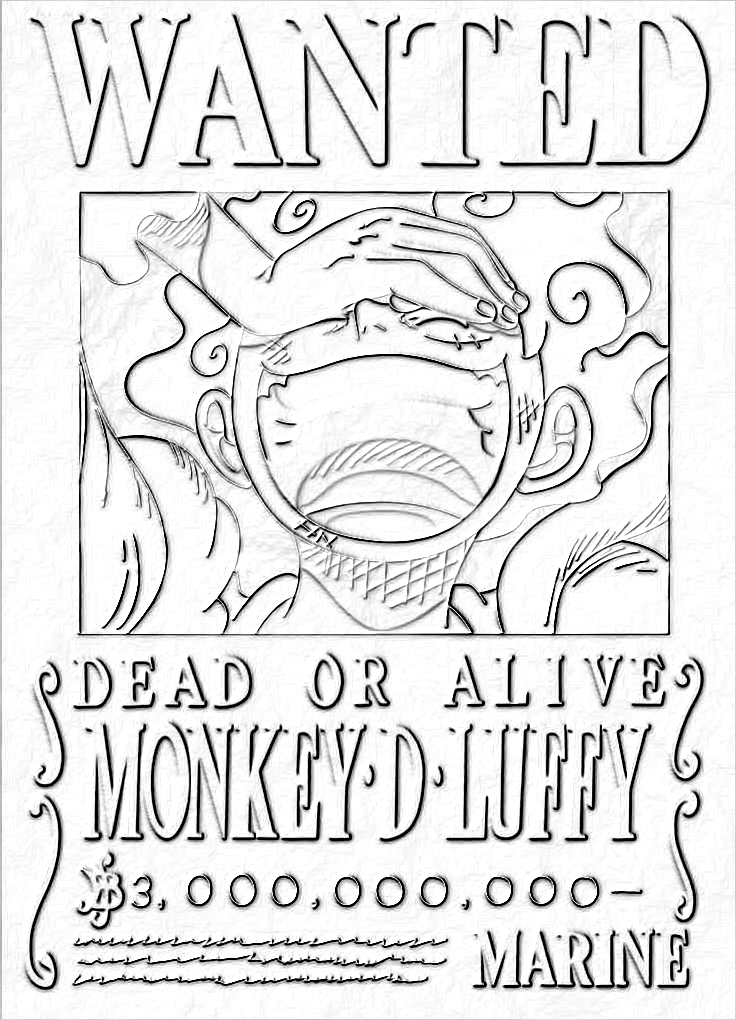 WANTED
DEAD OR ALIVE
MONKEY·D·LUFFY
฿3,000,000,000—
MARINE